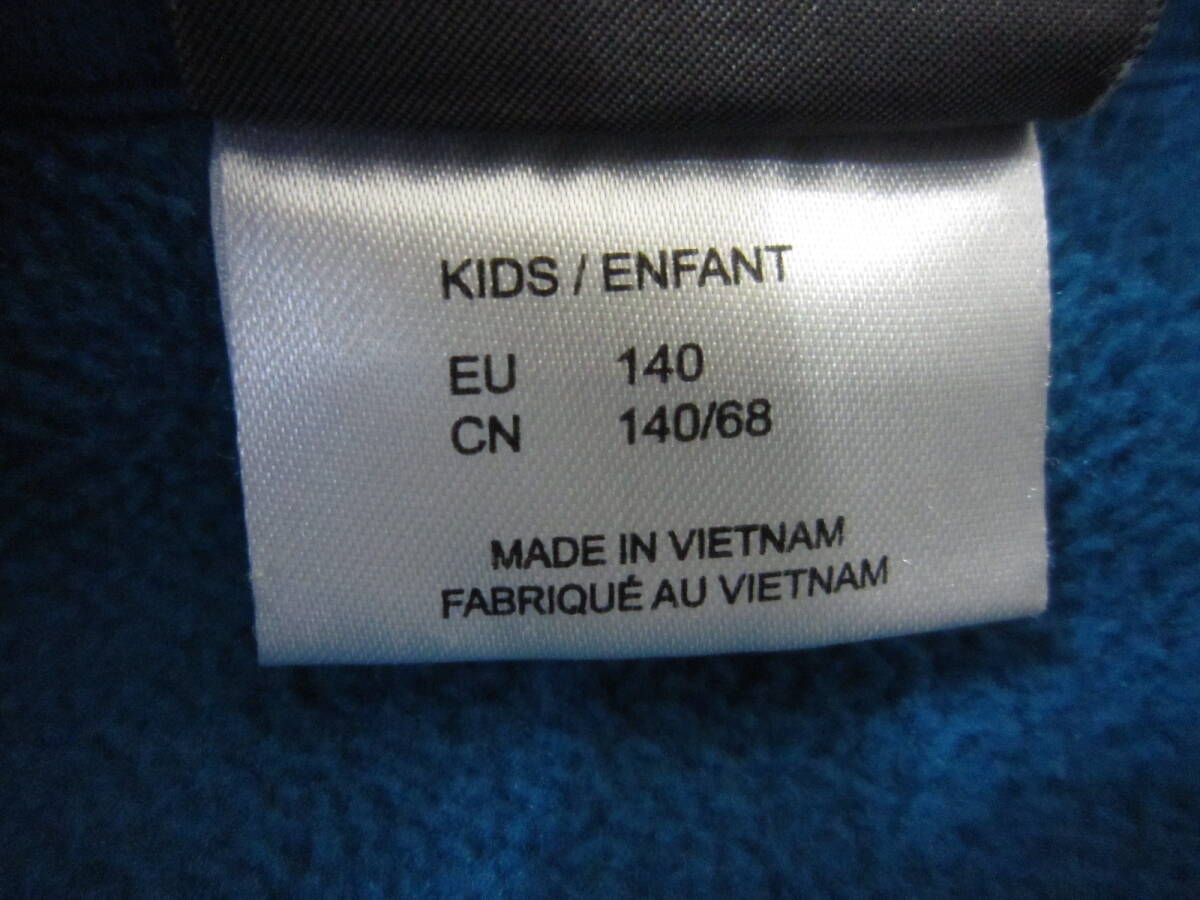 KIDS / ENFANT
EU 140
CN 140/68
MADE IN VIETNAM
FABRIQUÉ AU VIETNAM